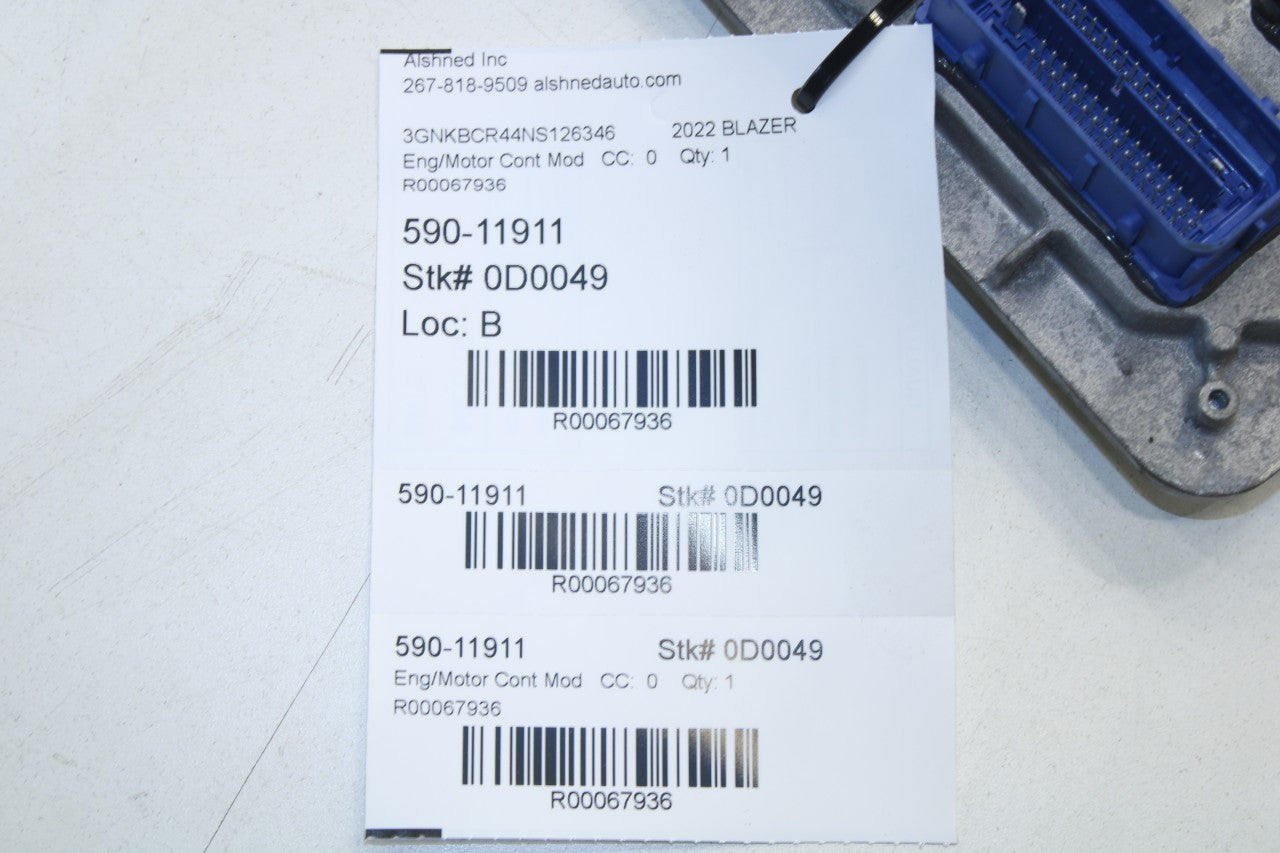 Alshned Inc
267-818-9509 alshnedauto.com
3GNKBCR44NS126346 2022 BLAZER
Eng/Motor Cont Mod CC: 0 Qty: 1
R00067936
590-11911
Stk# 0D0049
Loc: B
R00067936
590-11911 Stk# 0D0049
R00067936
590-11911 Stk# 0D0049
Eng/Motor Cont Mod CC: 0 Qty: 1
R00067936
R00067936